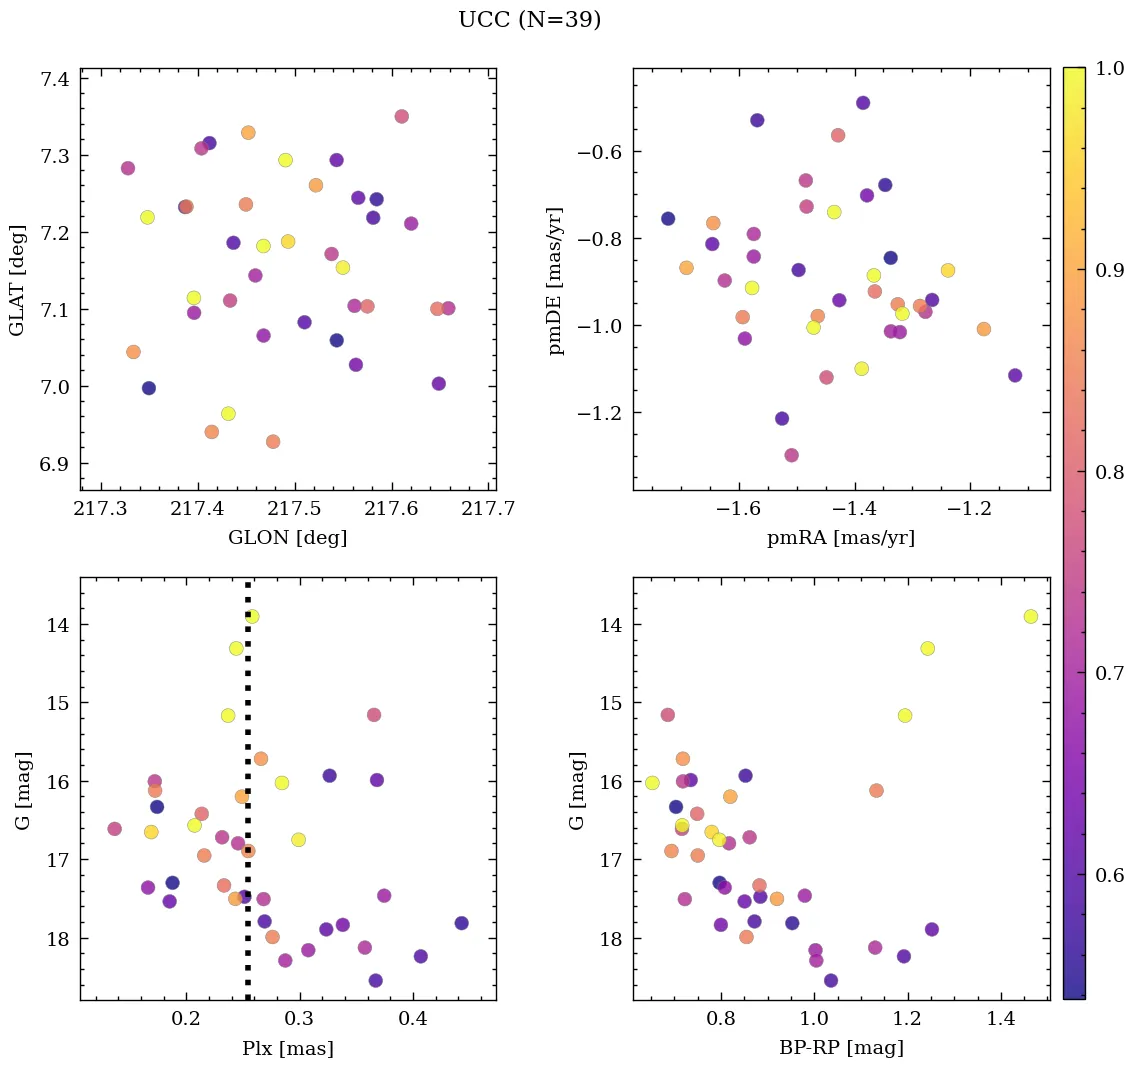 UCC (N=39)
7.4
7.3
7.2
7.1
7.0
6.9
GLAT [deg]
217.3 217.4 217.5 217.6 217.7
GLON [deg]
−0.6
−0.8
−1.0
−1.2
pmDE [mas/yr]
−1.6 −1.4 −1.2
pmRA [mas/yr]
14
15
16
17
18
G [mag]
0.2 0.3 0.4
Plx [mas]
14
15
16
17
18
G [mag]
0.8 1.0 1.2 1.4
BP-RP [mag]
1.0
0.9
0.8
0.7
0.6